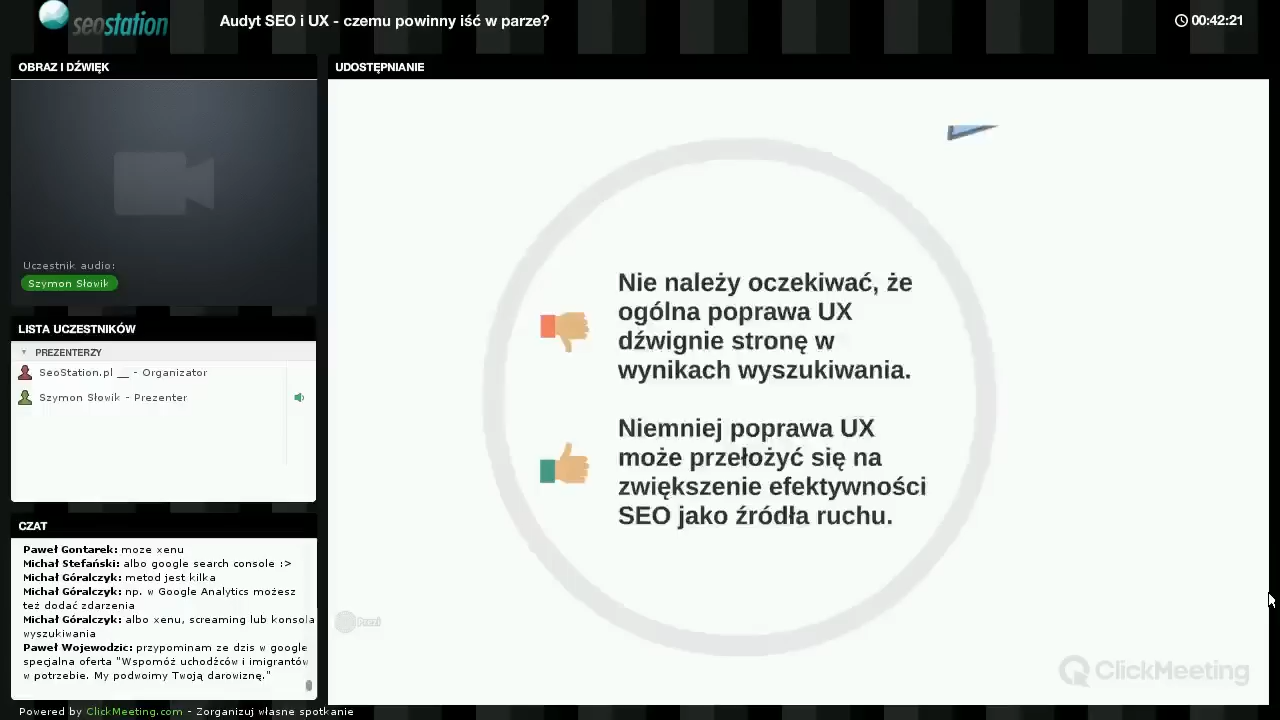 seostation
Audyt SEO i UX - czemu powinny iść w parze?
00:42:21
OBRAZ I DŹWIĘK
Uczestnik audio:
Szymon Słowik
LISTA UCZESTNIKÓW
PREZENTERZY
SeoStation.pl __ - Organizator
Szymon Słowik - Prezenter
CZAT
Paweł Gontarek: moze xenu
Michał Stefański: albo google search console :>
Michał Góralczyk: metod jest kilka
Michał Góralczyk: np. w Google Analytics możesz
też dodać zdarzenia
Michał Góralczyk: albo xenu, screaming lub konsola
wyszukiwania
Paweł Wojewodzic: przypominam ze dzis w google
specjalna oferta "Wspomóż uchodźców i imigrantów
w potrzebie. My podwoimy Twoją darowiznę."
Powered by ClickMeeting.com - Zorganizuj własne spotkanie
UDOSTĘPNIANIE
Nie należy oczekiwać, że
ogólna poprawa UX
dźwignie stronę w
wynikach wyszukiwania.
Niemniej poprawa UX
może przełożyć się na
zwiększenie efektywności
SEO jako źródła ruchu.
Prezi
ClickMeeting